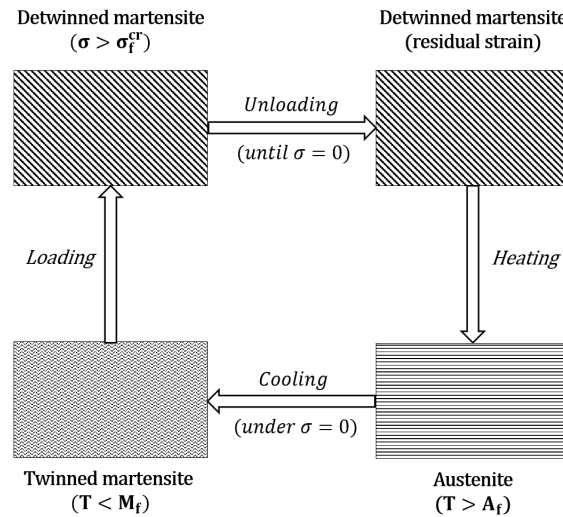 Detwinned martensite
(σ > σ_f^cr)
Detwinned martensite
(residual strain)
Unloading
(until σ = 0)
Loading
Heating
Cooling
(under σ = 0)
Twinned martensite
(T < M_f)
Austenite
(T > A_f)